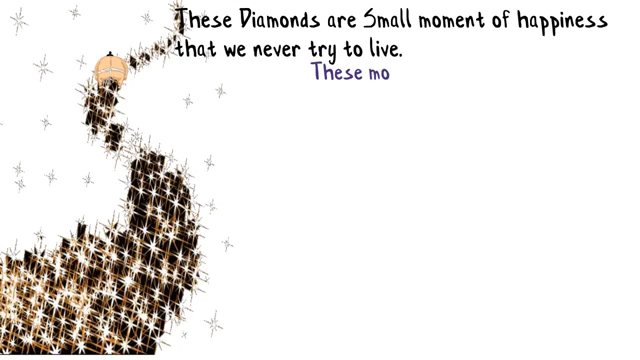 These Diamonds are Small moment of happiness
that we never try to live.
These mo